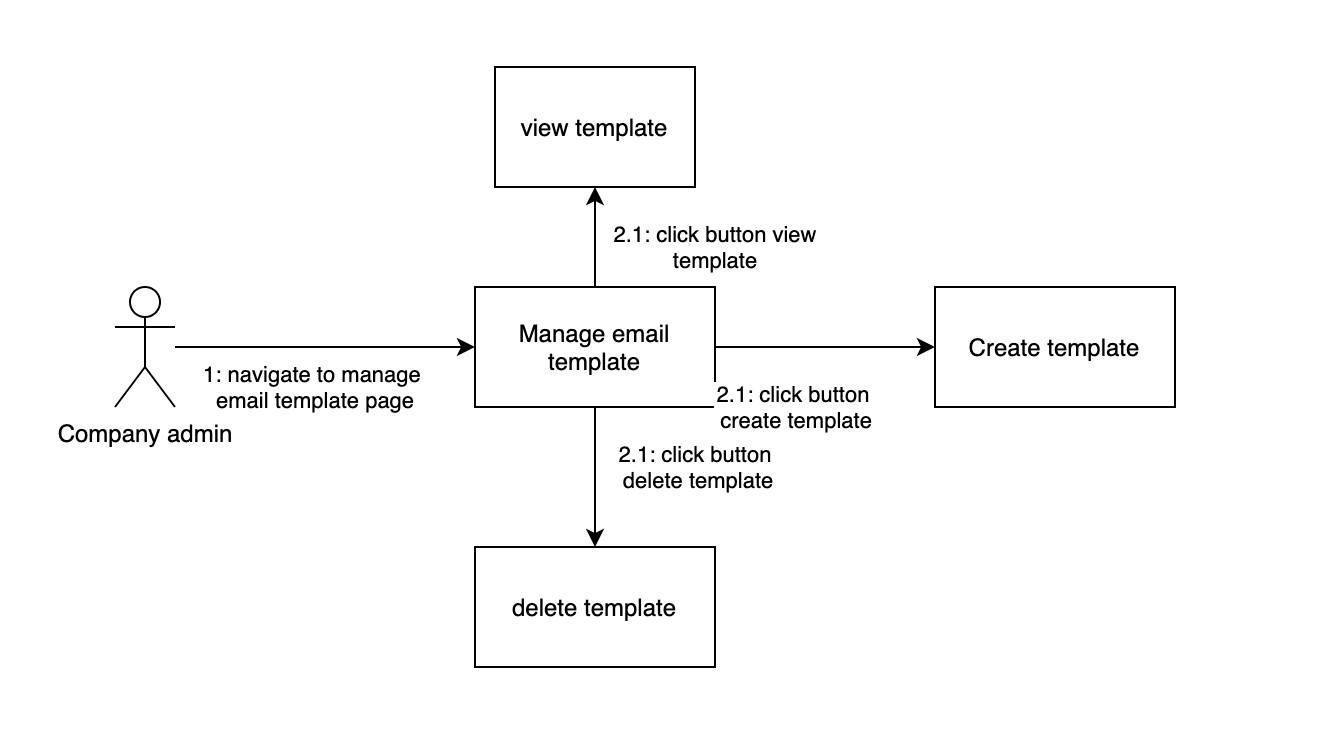 view template
2.1: click button view
template
Manage email
template
Create template
1: navigate to manage
email template page
2.1: click button
create template
Company admin
2.1: click button
delete template
delete template